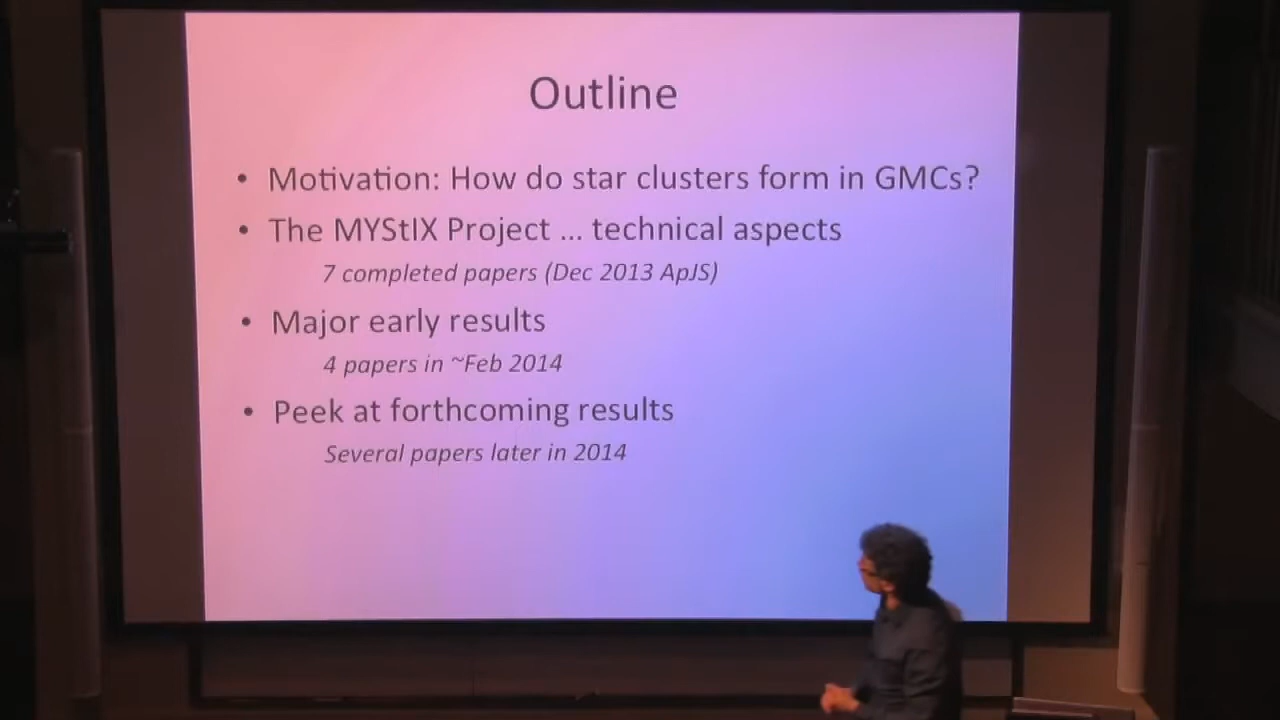 Outline
• Motivation: How do star clusters form in GMCs?
• The MYStIX Project ... technical aspects
7 completed papers (Dec 2013 ApJS)
• Major early results
4 papers in ~Feb 2014
• Peek at forthcoming results
Several papers later in 2014